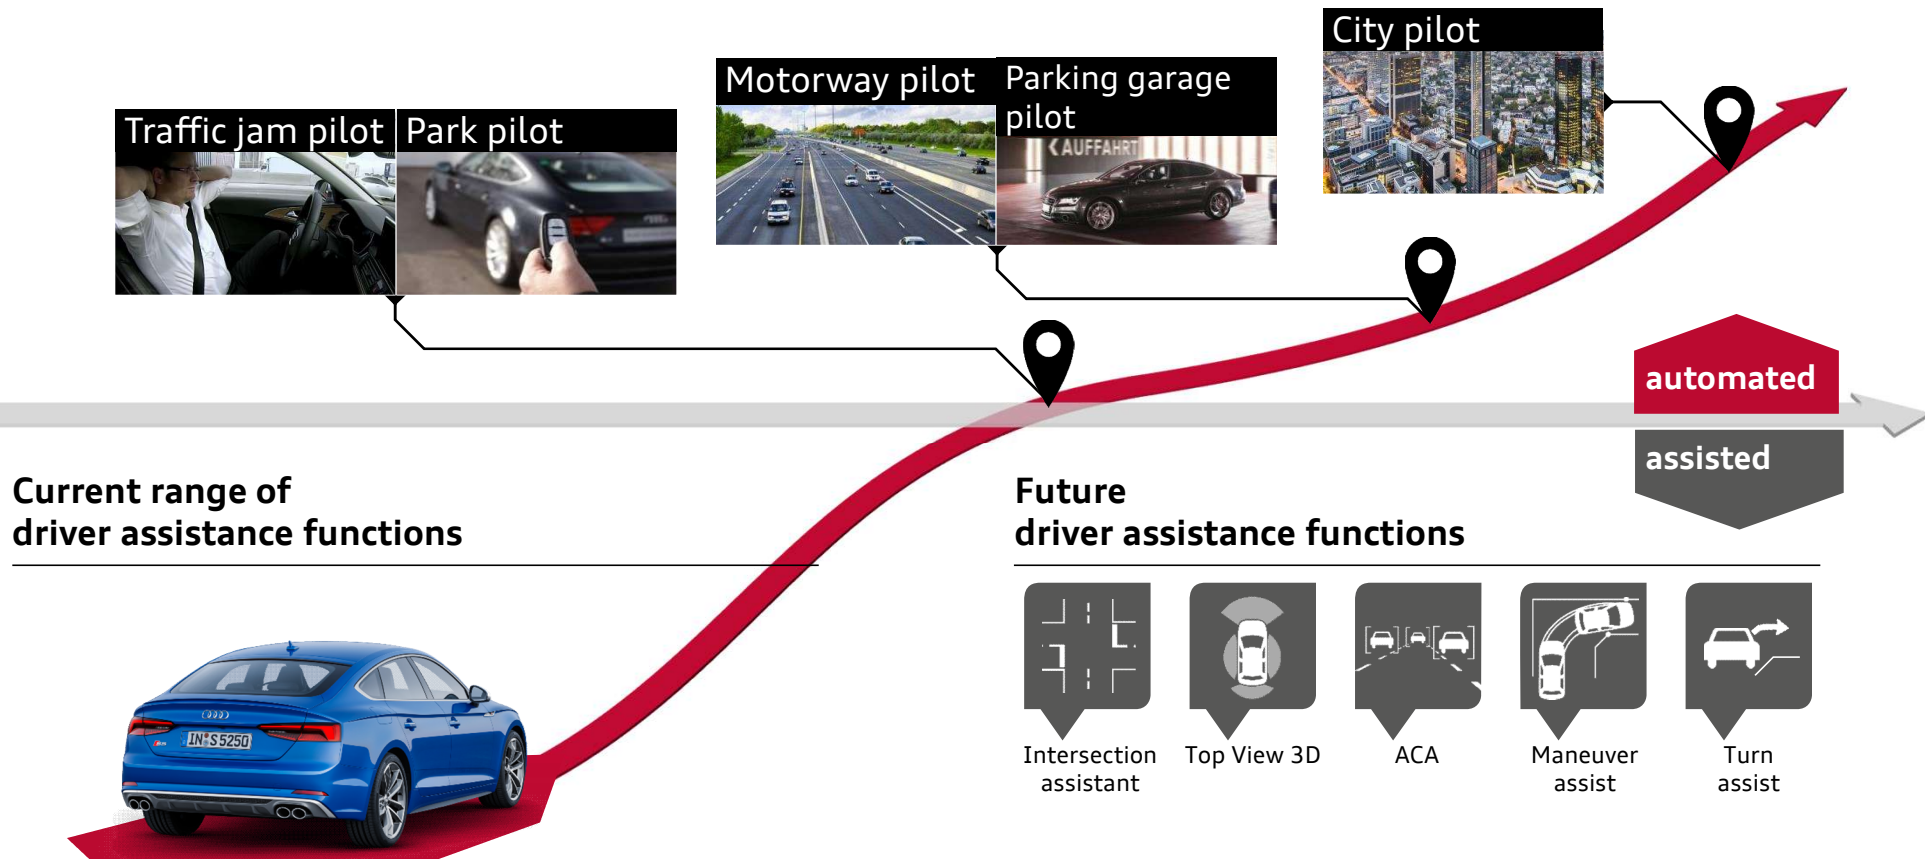 City pilot
Motorway pilot
Parking garage
pilot
AUFFAHRT
Traffic jam pilot
Park pilot
automated
assisted
Current range of
driver assistance functions
Future
driver assistance functions
IN S 5250
Intersection
assistant
Top View 3D
ACA
Maneuver
assist
Turn
assist